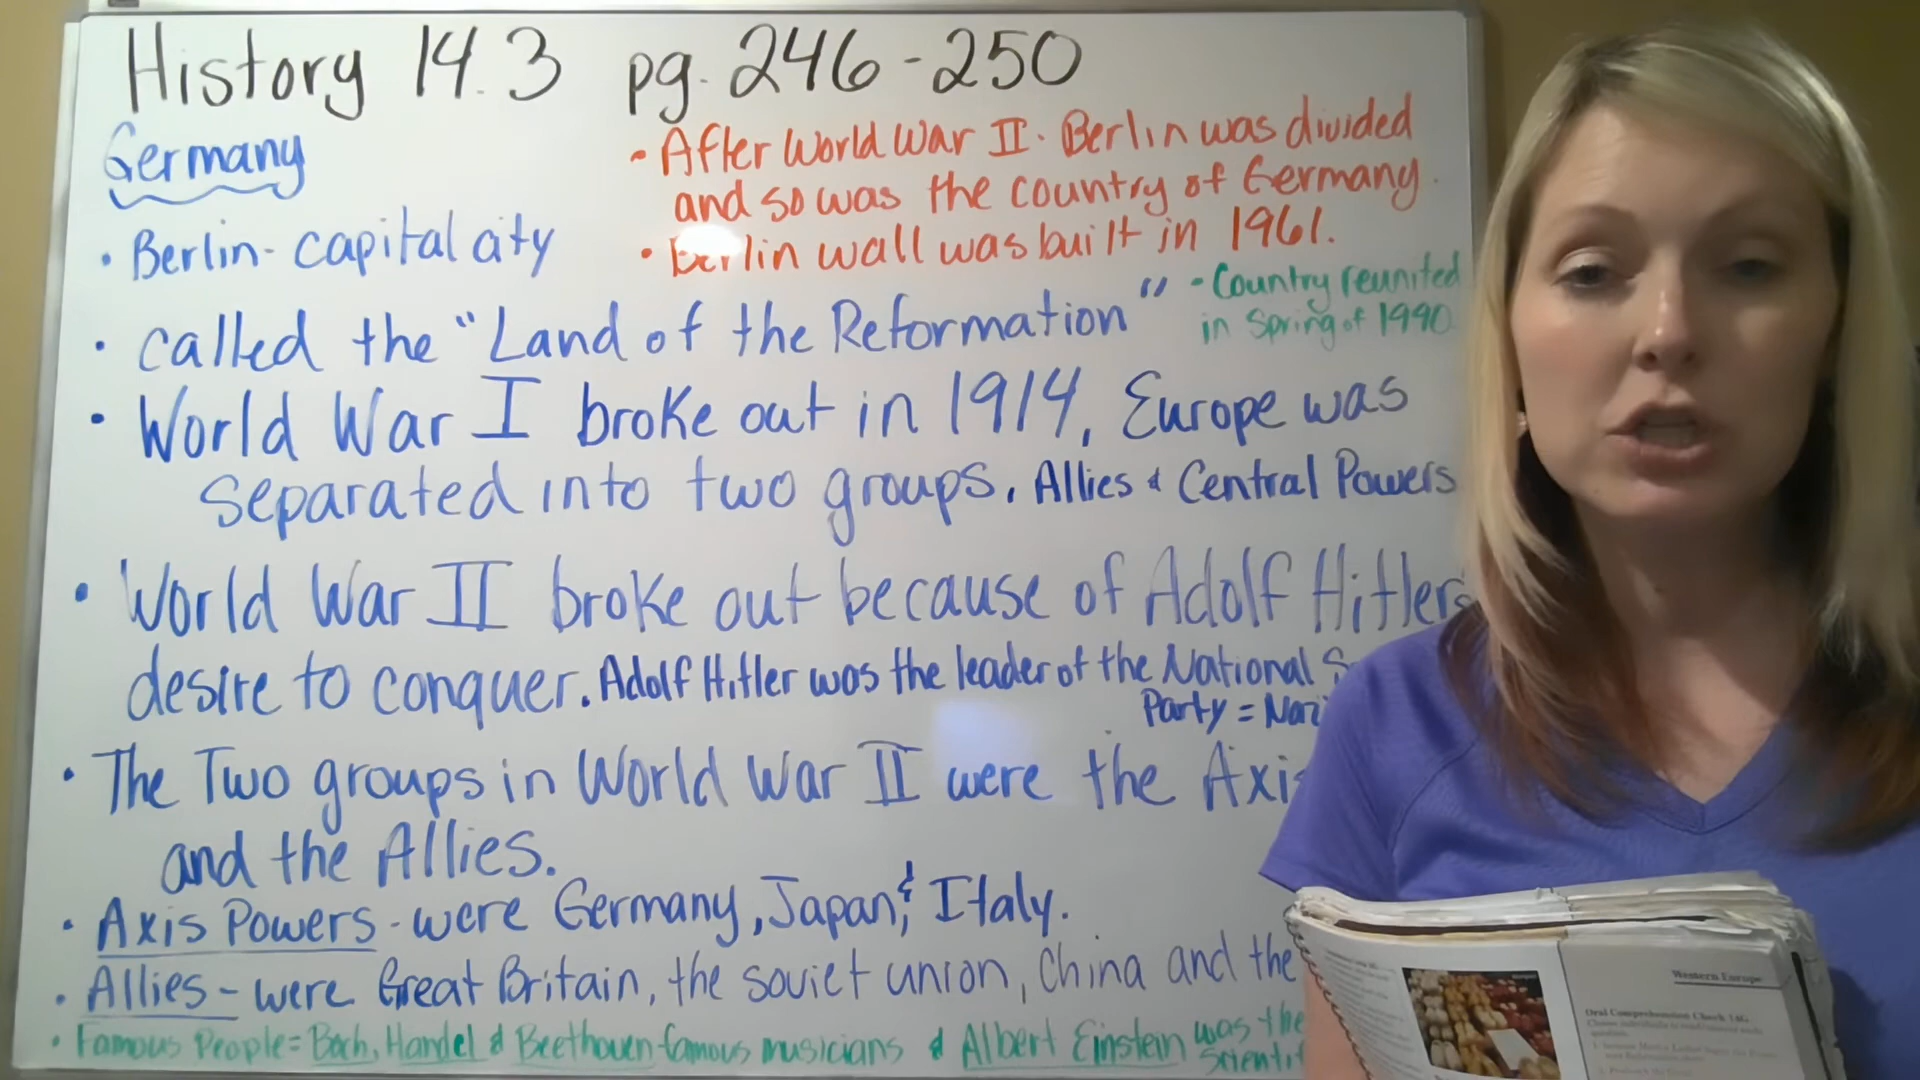 History 14.3 pg. 246-250
Germany
• Berlin - capital city
- After World War II. Berlin was divided
and so was the country of Germany.
• Berlin wall was built in 1961.
• called the "Land of the Reformation"
- Country reunited
in Spring of 1990
• World War I broke out in 1914, Europe was
separated into two groups. Allies & Central Powers
• World War II broke out because of Adolf Hitlers
desire to conquer. Adolf Hitler was the leader of the National
Party = Nazi
• The Two groups in World War II were the Axis
and the Allies.
• Axis Powers - were Germany, Japan, & Italy.
• Allies - were Great Britain, the soviet union, China and the
• Famous People = Bach, Handel & Beethoven famous musicians & Albert Einstein was the
Western Europe
Oral Comprehension Check 14G